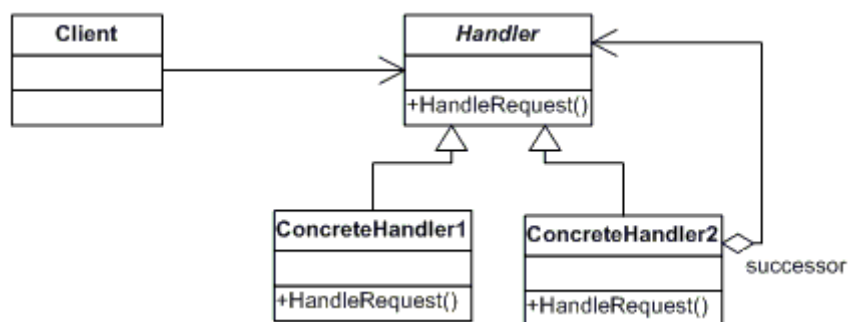 Client
Handler
+HandleRequest()
ConcreteHandler1
+HandleRequest()
ConcreteHandler2
successor
+HandleRequest()